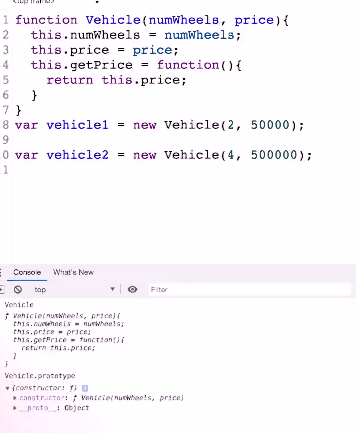 <top frame>
1 function Vehicle(numWheels, price){
2 this.numWheels = numWheels;
3 this.price = price;
4 this.getPrice = function(){
5 return this.price;
6 }
7 }
8 var vehicle1 = new Vehicle(2, 50000);
9
0 var vehicle2 = new Vehicle(4, 500000);
1
Console What's New
top Filter
Vehicle
ƒ Vehicle(numWheels, price){
this.numWheels = numWheels;
this.price = price;
this.getPrice = function(){
return this.price;
}
}
Vehicle.prototype
{constructor: ƒ} i
constructor: ƒ Vehicle(numWheels, price)
__proto__: Object